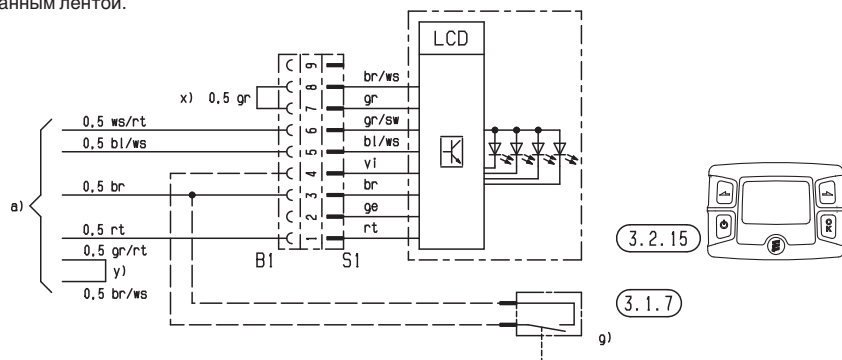 анным лентой.
LCD
9
8
7
6
5
4
3
2
1
x) 0,5 gr
br/ws
gr
gr/sw
bl/ws
vi
br
ge
rt
0,5 ws/rt
0,5 bl/ws
0,5 br
a)
0,5 rt
0,5 gr/rt
y)
0,5 br/ws
B1
S1
3.2.15
OK
3.1.7
g)